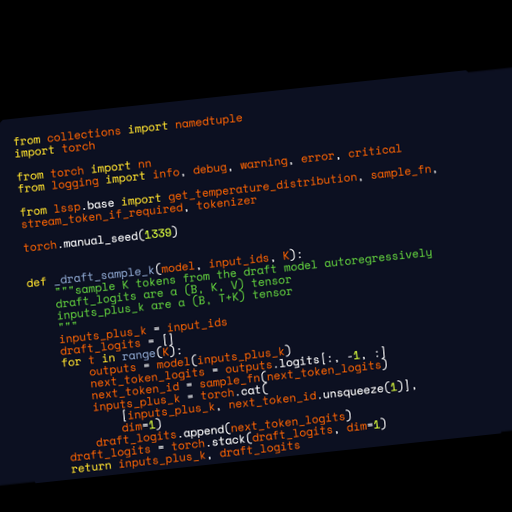 from collections import namedtuple
import torch
from torch import nn
from logging import info, debug, warning, error, critical
from lssp.base import get_temperature_distribution, sample_fn,
stream_token_if_required, tokenizer
torch.manual_seed(1339)
def _draft_sample_k(model, input_ids, K):
"""sample K tokens from the draft model autoregressively
draft_logits are a (B, K, V) tensor
inputs_plus_k are a (B, T+K) tensor
"""
inputs_plus_k = input_ids
draft_logits = []
for t in range(K):
outputs = model(inputs_plus_k)
next_token_logits = outputs.logits[:, -1, :]
next_token_id = sample_fn(next_token_logits)
inputs_plus_k = torch.cat(
[inputs_plus_k, next_token_id.unsqueeze(1)],
dim=1)
draft_logits.append(next_token_logits)
draft_logits = torch.stack(draft_logits, dim=1)
return inputs_plus_k, draft_logits